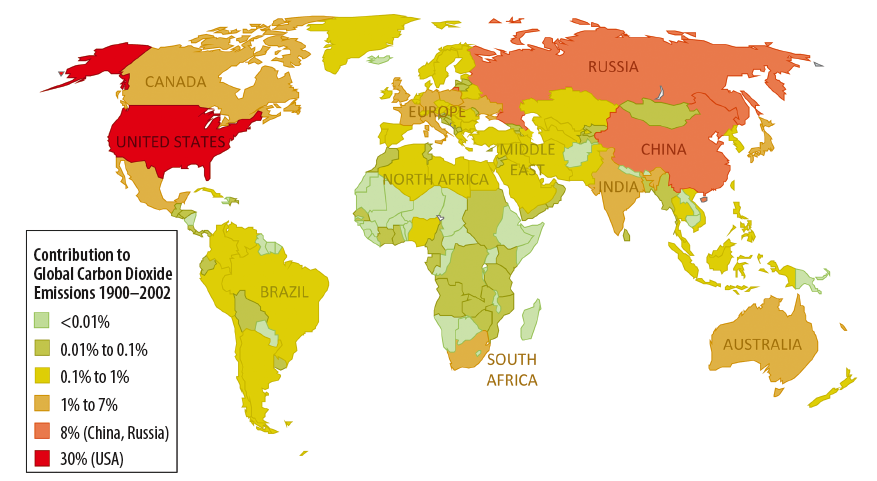 CANADA
RUSSIA
UNITED STATES
EUROPE
CHINA
MIDDLE
EAST
NORTH AFRICA
INDIA
BRAZIL
AUSTRALIA
SOUTH
AFRICA
Contribution to
Global Carbon Dioxide
Emissions 1900–2002
<0.01%
0.01% to 0.1%
0.1% to 1%
1% to 7%
8% (China, Russia)
30% (USA)